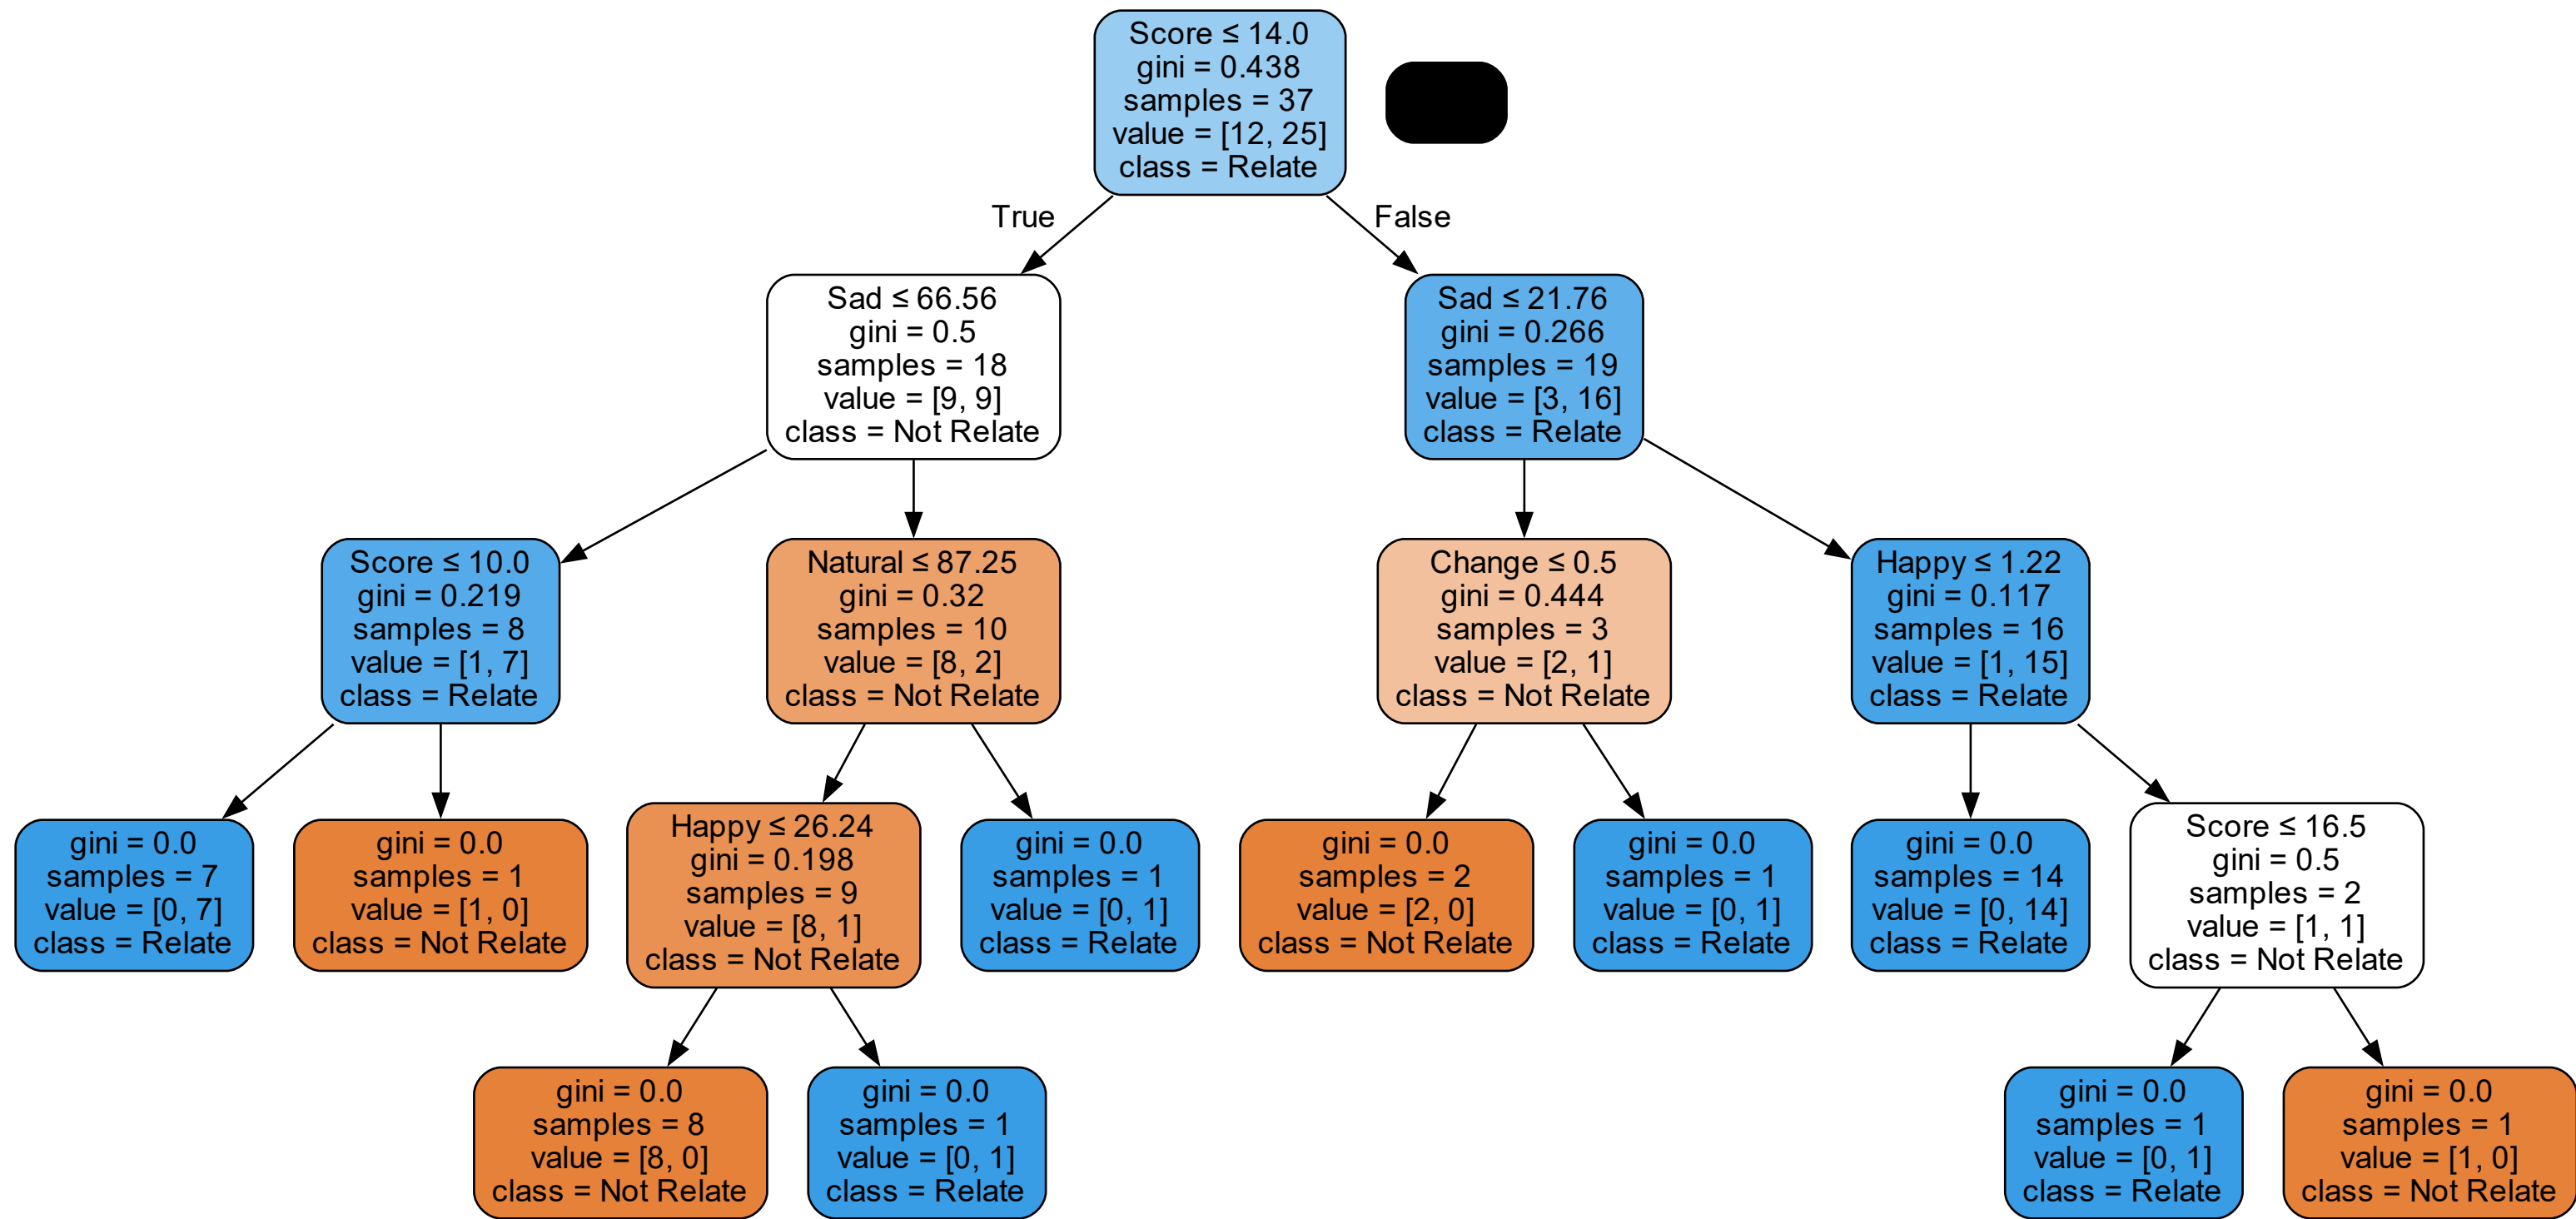 Score ≤ 14.0
gini = 0.438
samples = 37
value = [12, 25]
class = Relate
True
False
Sad ≤ 66.56
gini = 0.5
samples = 18
value = [9, 9]
class = Not Relate
Sad ≤ 21.76
gini = 0.266
samples = 19
value = [3, 16]
class = Relate
Score ≤ 10.0
gini = 0.219
samples = 8
value = [1, 7]
class = Relate
Natural ≤ 87.25
gini = 0.32
samples = 10
value = [8, 2]
class = Not Relate
Change ≤ 0.5
gini = 0.444
samples = 3
value = [2, 1]
class = Not Relate
Happy ≤ 1.22
gini = 0.117
samples = 16
value = [1, 15]
class = Relate
gini = 0.0
samples = 7
value = [0, 7]
class = Relate
gini = 0.0
samples = 1
value = [1, 0]
class = Not Relate
Happy ≤ 26.24
gini = 0.198
samples = 9
value = [8, 1]
class = Not Relate
gini = 0.0
samples = 1
value = [0, 1]
class = Relate
gini = 0.0
samples = 2
value = [2, 0]
class = Not Relate
gini = 0.0
samples = 1
value = [0, 1]
class = Relate
gini = 0.0
samples = 14
value = [0, 14]
class = Relate
Score ≤ 16.5
gini = 0.5
samples = 2
value = [1, 1]
class = Not Relate
gini = 0.0
samples = 8
value = [8, 0]
class = Not Relate
gini = 0.0
samples = 1
value = [0, 1]
class = Relate
gini = 0.0
samples = 1
value = [0, 1]
class = Relate
gini = 0.0
samples = 1
value = [1, 0]
class = Not Relate